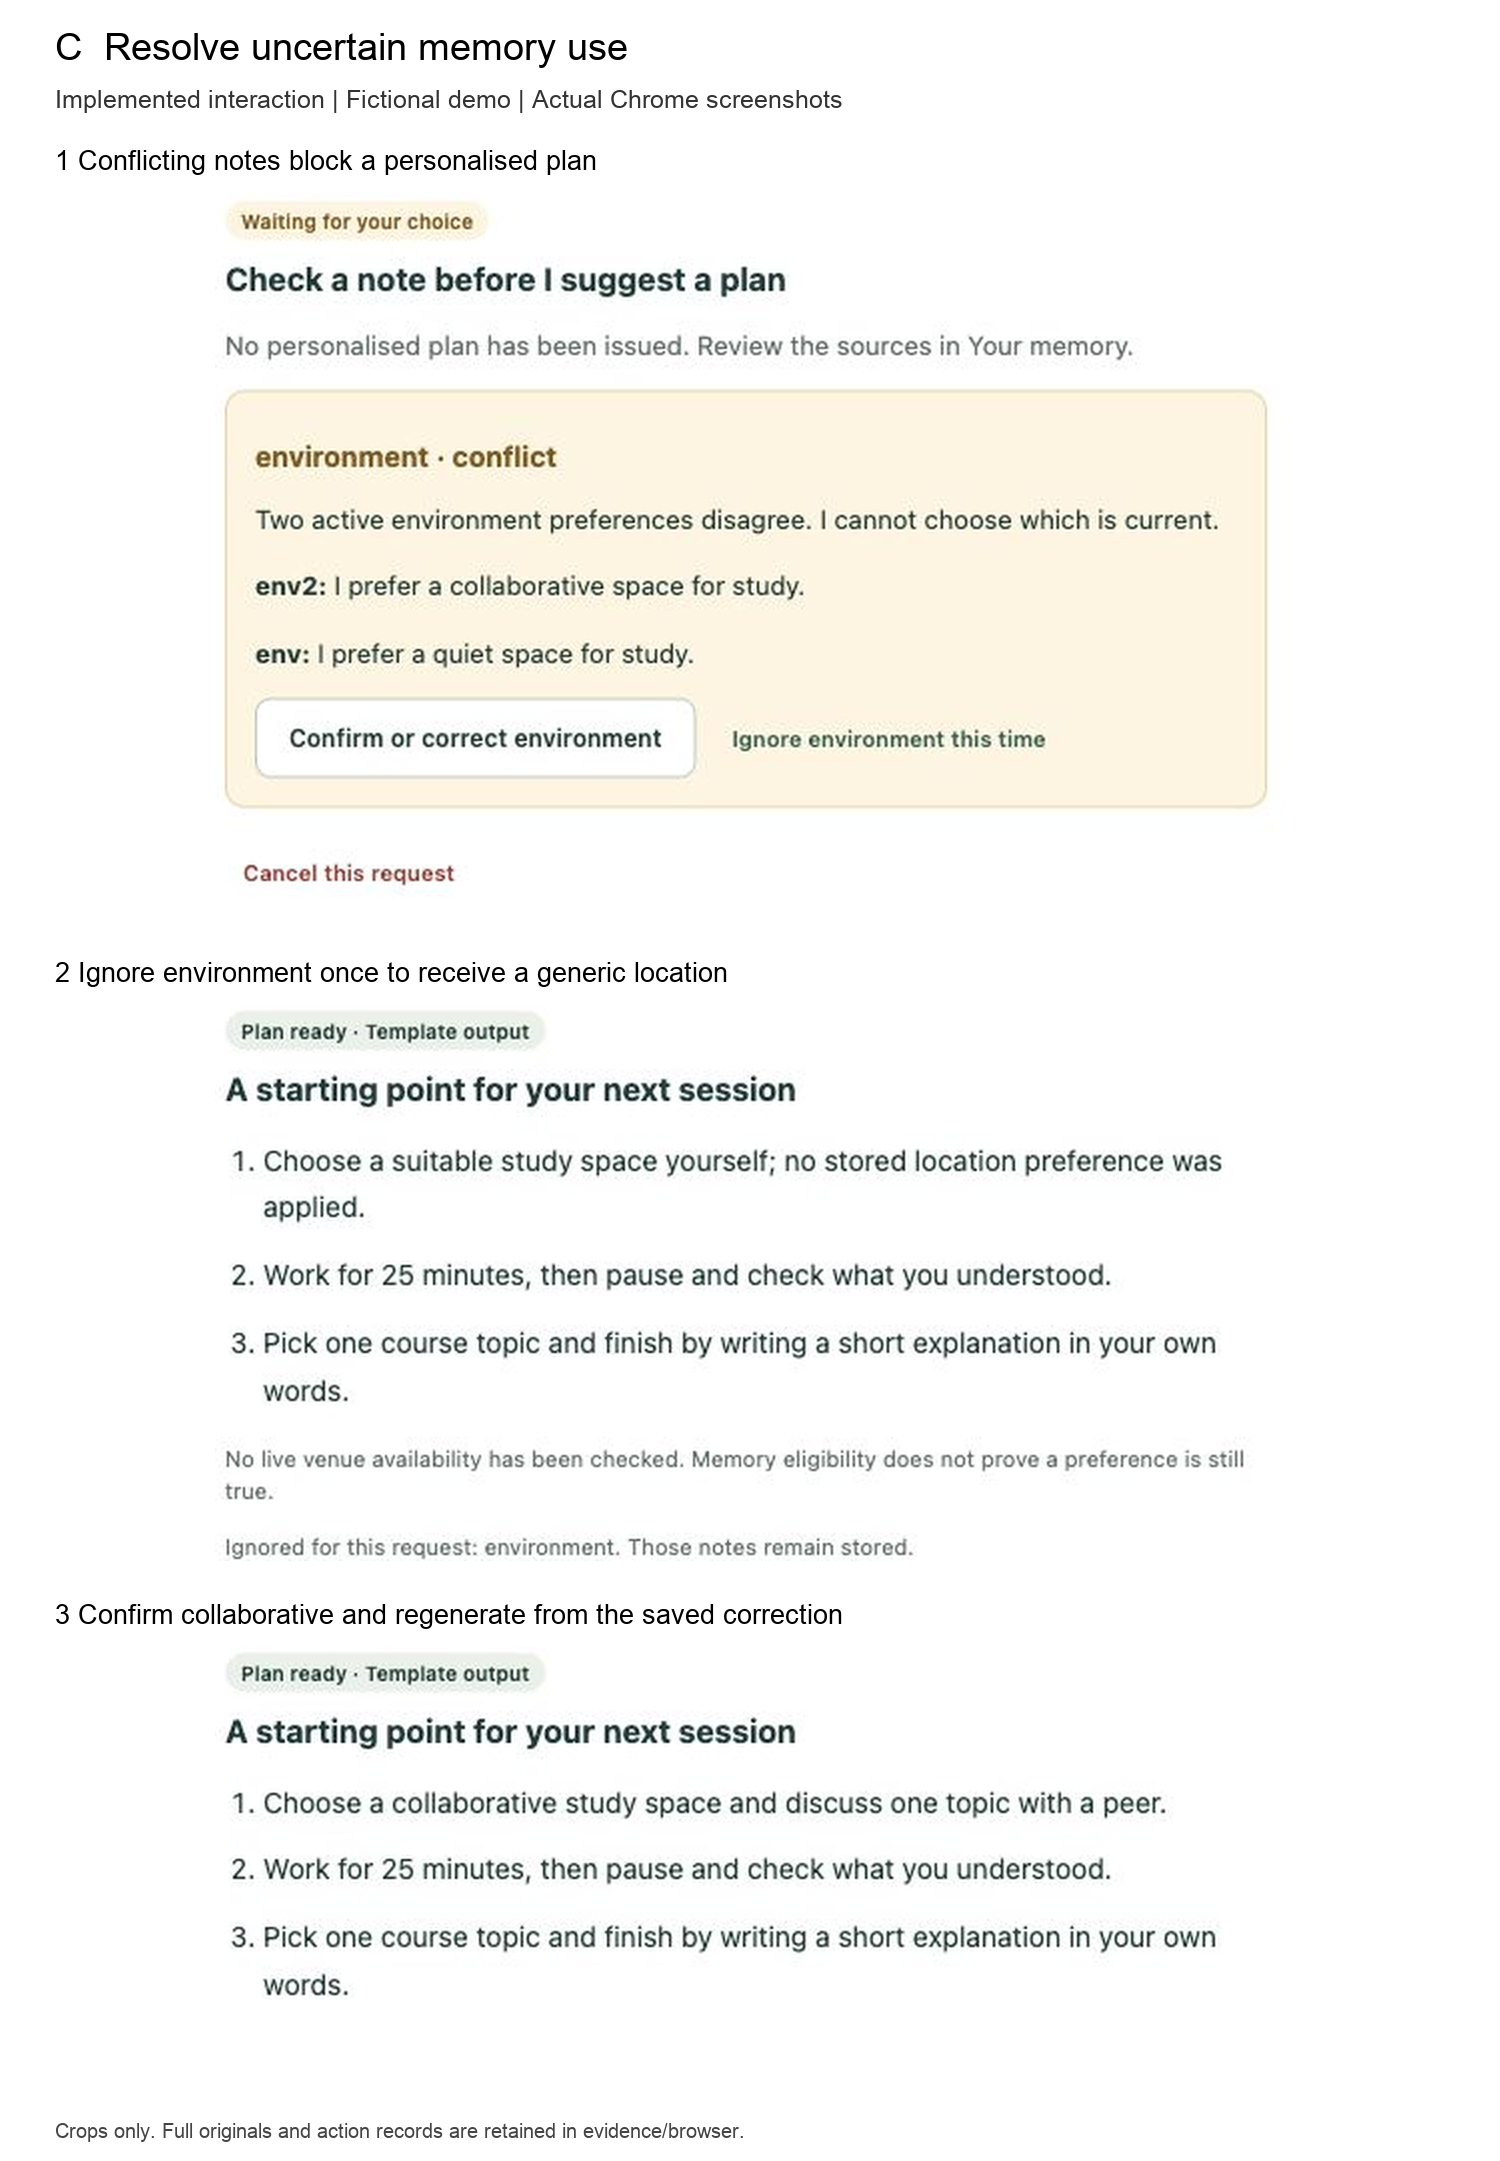 C Resolve uncertain memory use
Implemented interaction | Fictional demo | Actual Chrome screenshots
1 Conflicting notes block a personalised plan
Waiting for your choice
Check a note before I suggest a plan
No personalised plan has been issued. Review the sources in Your memory.
environment · conflict
Two active environment preferences disagree. I cannot choose which is current.
env2: I prefer a collaborative space for study.
env: I prefer a quiet space for study.
Confirm or correct environment
Ignore environment this time
Cancel this request
2 Ignore environment once to receive a generic location
Plan ready · Template output
A starting point for your next session
1. Choose a suitable study space yourself; no stored location preference was
applied.
2. Work for 25 minutes, then pause and check what you understood.
3. Pick one course topic and finish by writing a short explanation in your own
words.
No live venue availability has been checked. Memory eligibility does not prove a preference is still
true.
Ignored for this request: environment. Those notes remain stored.
3 Confirm collaborative and regenerate from the saved correction
Plan ready · Template output
A starting point for your next session
1. Choose a collaborative study space and discuss one topic with a peer.
2. Work for 25 minutes, then pause and check what you understood.
3. Pick one course topic and finish by writing a short explanation in your own
words.
Crops only. Full originals and action records are retained in evidence/browser.